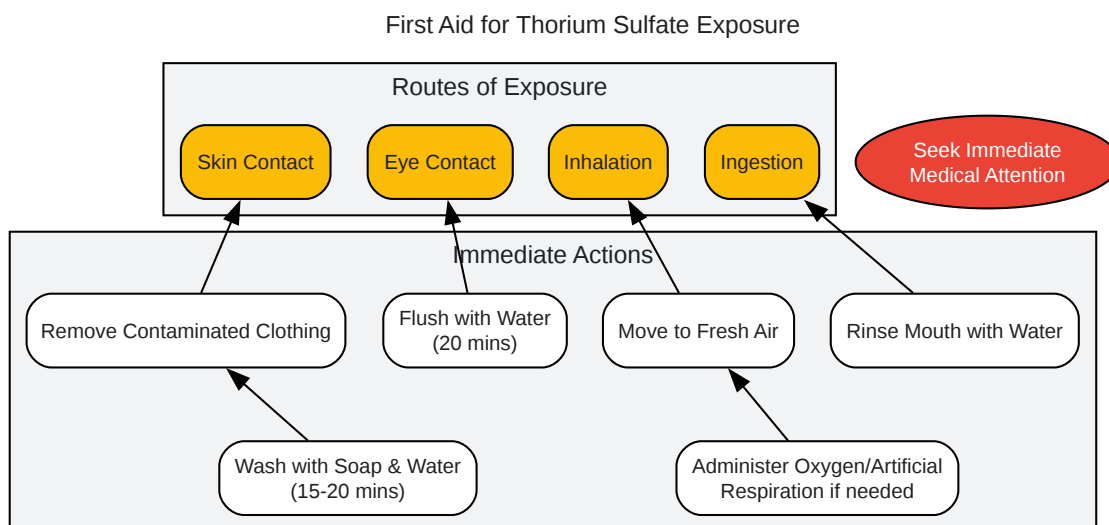 First Aid for Thorium Sulfate Exposure
Routes of Exposure
Skin Contact
Eye Contact
Inhalation
Ingestion
Seek Immediate
Medical Attention
Immediate Actions
Remove Contaminated Clothing
Flush with Water
(20 mins)
Move to Fresh Air
Rinse Mouth with Water
Wash with Soap & Water
(15-20 mins)
Administer Oxygen/Artificial
Respiration if needed